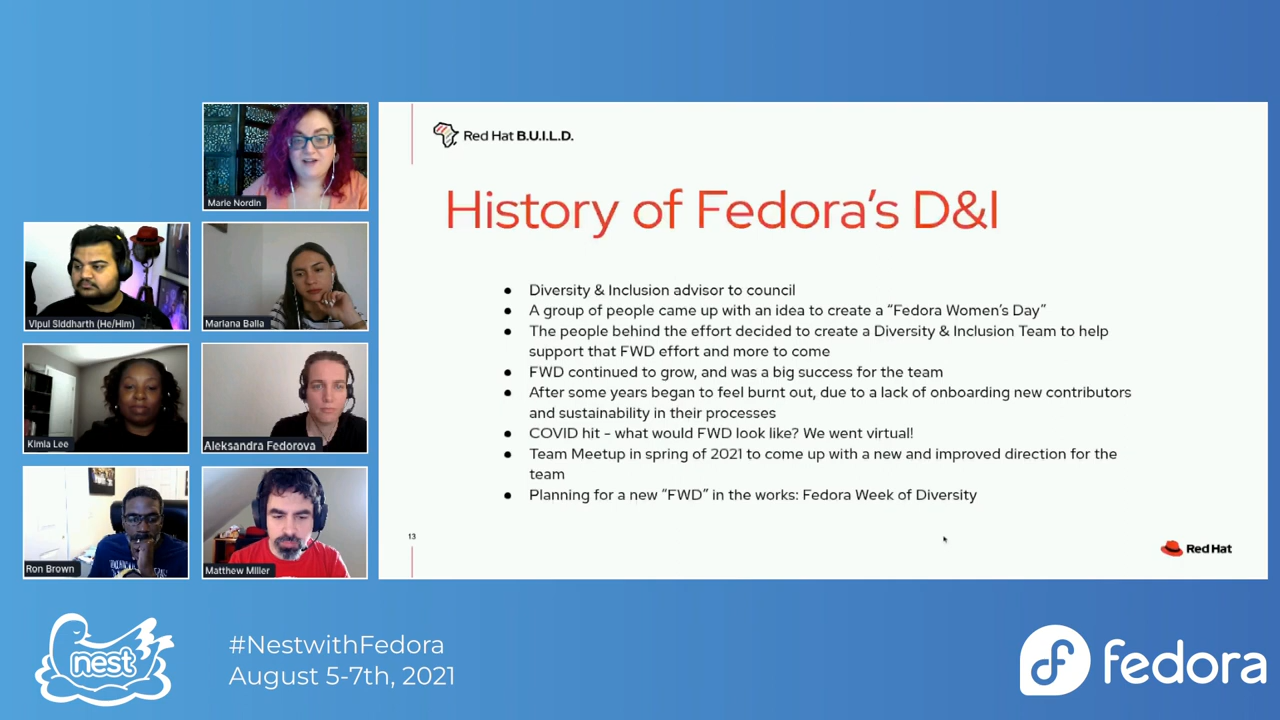 Marie Nordin
Vipul Siddharth (He/Him)
Mariana Balla
Kimla Lee
Aleksandra Fedorova
Ron Brown
Matthew Miller
Red Hat B.U.I.L.D.
History of Fedora's D&I
● Diversity & Inclusion advisor to council
● A group of people came up with an idea to create a “Fedora Women's Day”
● The people behind the effort decided to create a Diversity & Inclusion Team to help
support that FWD effort and more to come
● FWD continued to grow, and was a big success for the team
● After some years began to feel burnt out, due to a lack of onboarding new contributors
and sustainability in their processes
● COVID hit - what would FWD look like? We went virtual!
● Team Meetup in spring of 2021 to come up with a new and improved direction for the
team
● Planning for a new “FWD” in the works: Fedora Week of Diversity
13
Red Hat
nest
#NestwithFedora
August 5-7th, 2021
fedora